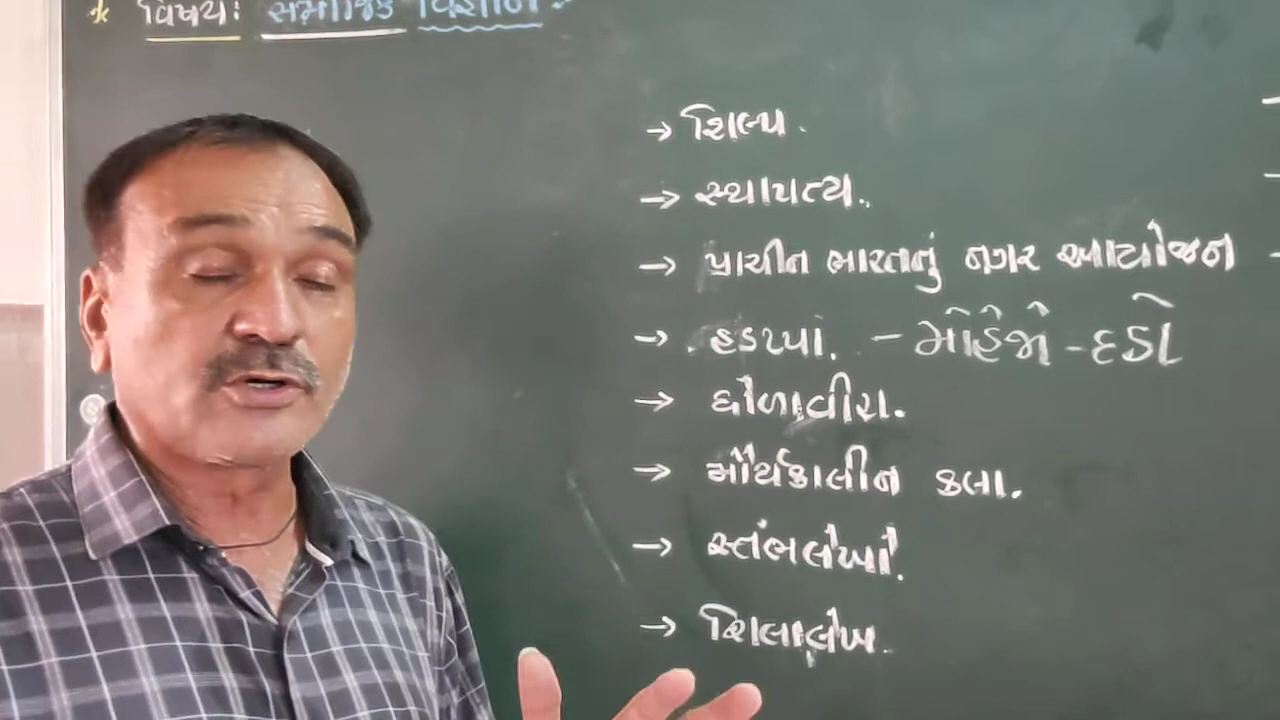 * વિષય: સામાજિક વિજ્ઞાન :-
→ શિલ્પ.
→ સ્થાપત્ય.
→ પ્રાચીન ભારતનું નગર આયોજન
→ હડપ્પા. - મોહેંજો - દડો
→ ધોળાવીરા.
→ મૌર્યકાલીન કલા.
→ સ્તંભલેખો.
→ શિલાલેખ.